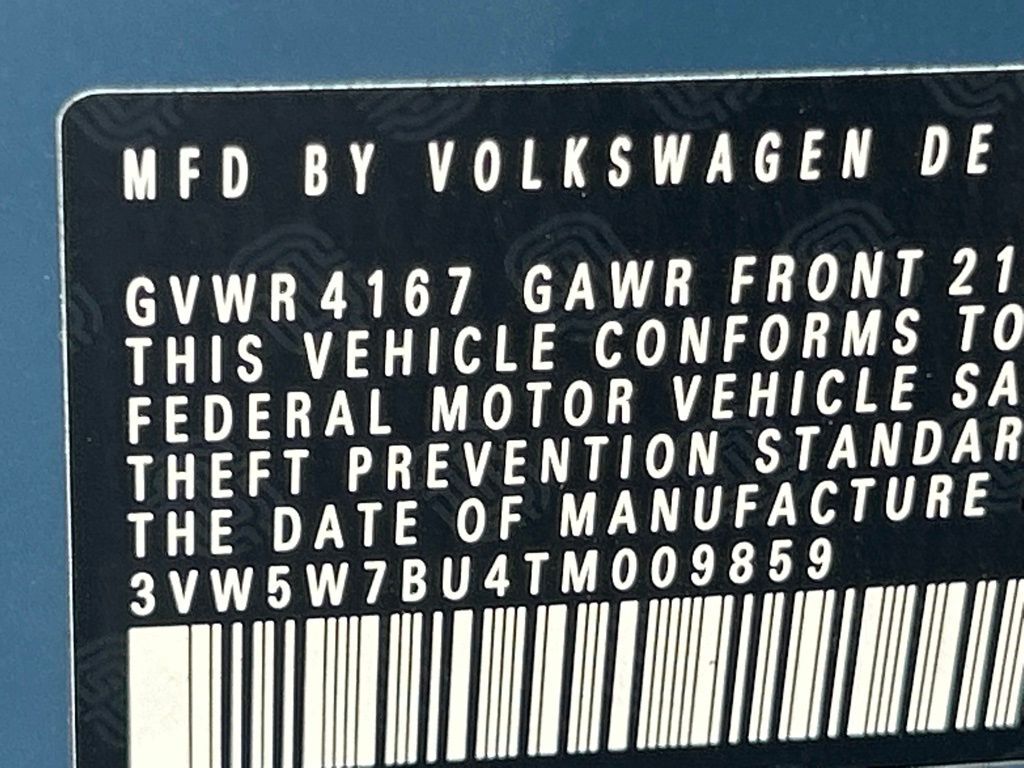 MFD BY VOLKSWAGEN DE
GVWR 4167 GAWR FRONT 21
THIS VEHICLE CONFORMS TO
FEDERAL MOTOR VEHICLE SA
THEFT PREVENTION STANDAR
THE DATE OF MANUFACTURE
3VW5W7BU4TM009859